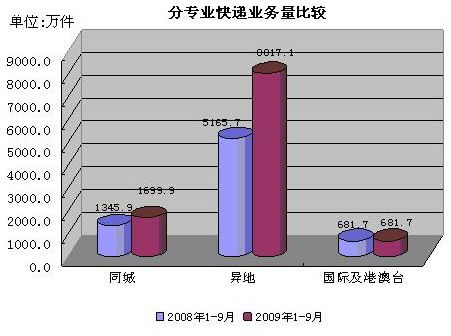 分专业快递业务量比较
单位:万件
9000.0
8000.0
7000.0
6000.0
5000.0
4000.0
3000.0
2000.0
1000.0
0.0
1345.9
1699.9
5165.7
8017.1
681.7
681.7
同城
异地
国际及港澳台
2008年1-9月
2009年1-9月